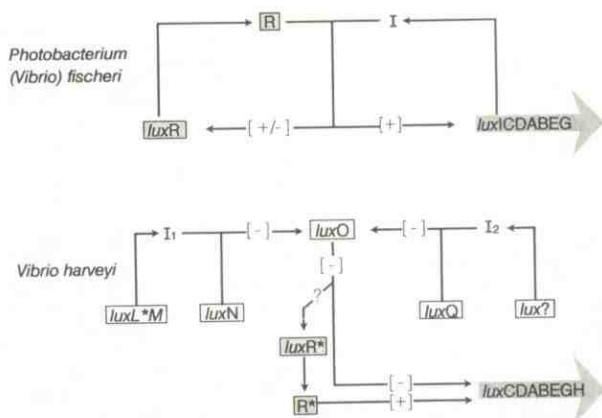 R
I
Photobacterium
(Vibrio) fischeri
luxR
[ +/- ]
[+]
luxICDABEG
I₁
[-]
luxO
[-]
I₂
Vibrio harveyi
[-]
luxL*M
luxN
?
luxQ
lux?
luxR*
[-]
luxCDABEGH
R*
[+]